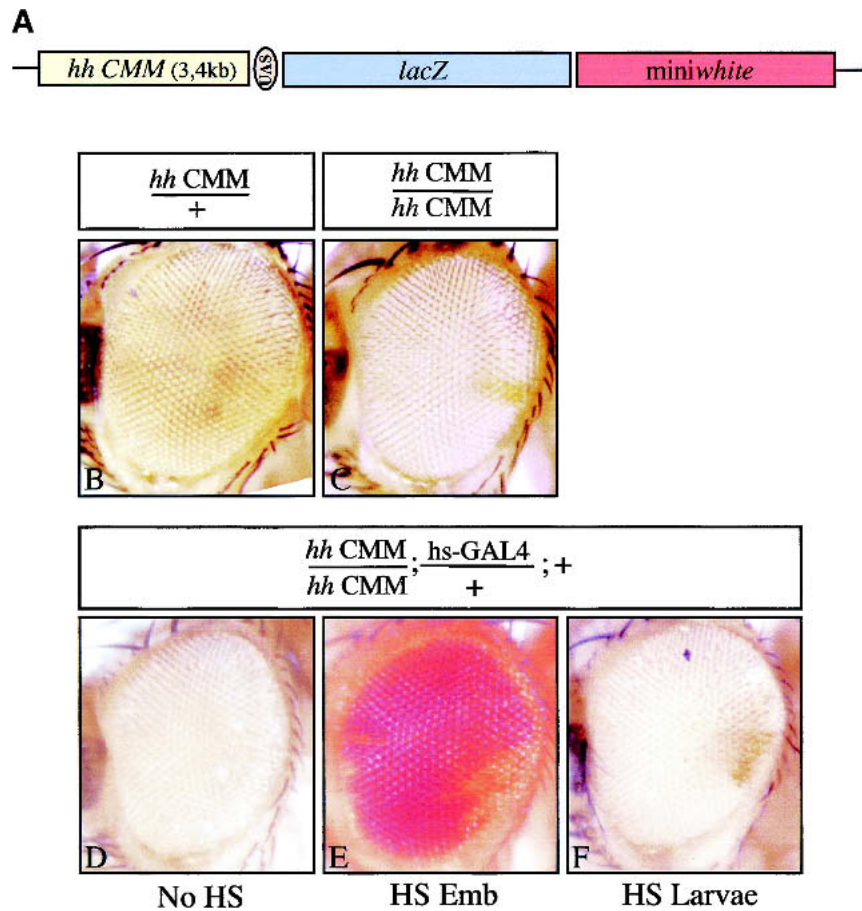 A
hh CMM (3,4kb) UAS lacZ miniwhite
hh CMM
+
hh CMM
hh CMM
B
C
hh CMM
hh CMM
; hs-GAL4
+
; +
D
E
F
No HS
HS Emb
HS Larvae